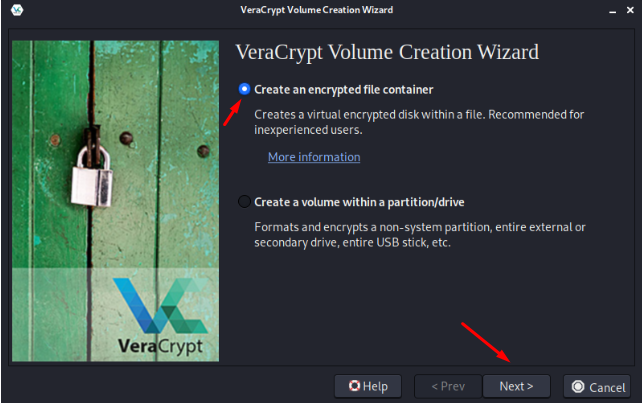 VeraCrypt Volume Creation Wizard
VeraCrypt Volume Creation Wizard
Create an encrypted file container
Creates a virtual encrypted disk within a file. Recommended for
inexperienced users.
More information
Create a volume within a partition/drive
Formats and encrypts a non-system partition, entire external or
secondary drive, entire USB stick, etc.
VeraCrypt
Help
< Prev
Next >
Cancel